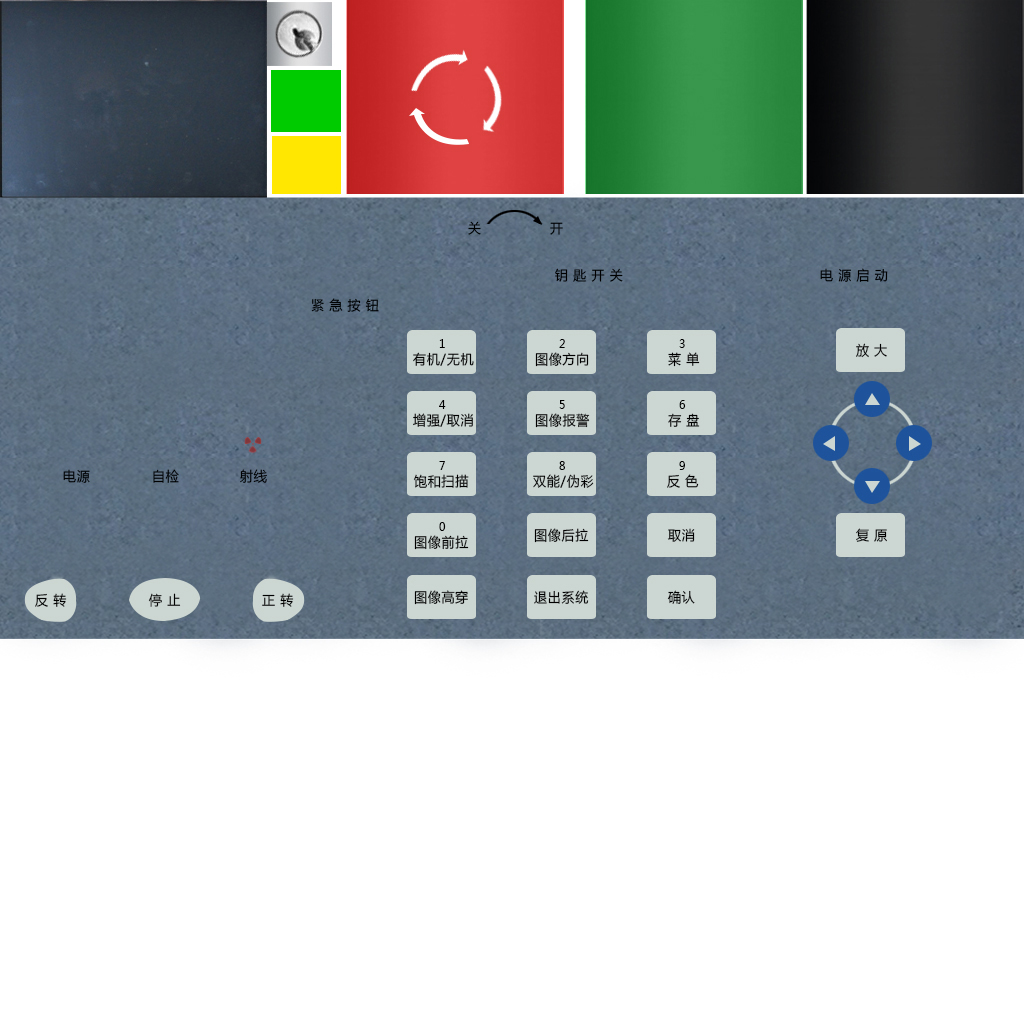 关 开
钥匙开关
电源启动
紧急按钮
1
有机/无机
2
图像方向
3
菜单
放大
4
增强/取消
5
图像报警
6
存盘
电源
自检
射线
7
饱和扫描
8
双能/伪彩
9
反色
0
图像前拉
图像后拉
取消
复原
反转
停止
正转
图像高穿
退出系统
确认